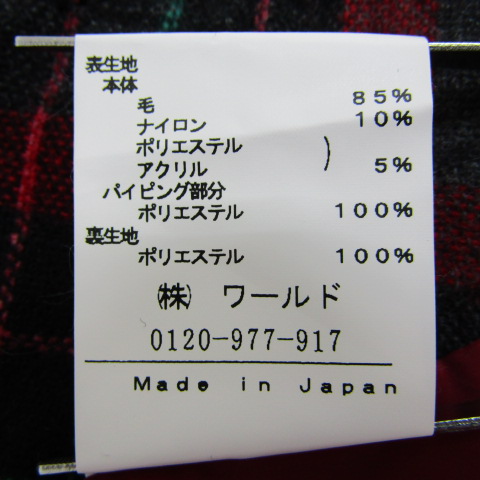 表生地
本体
毛 85%
ナイロン 10%
ポリエステル )
アクリル 5%
パイピング部分
ポリエステル 100%
裏生地
ポリエステル 100%
㈱ ワールド
0120-977-917
Made in Japan